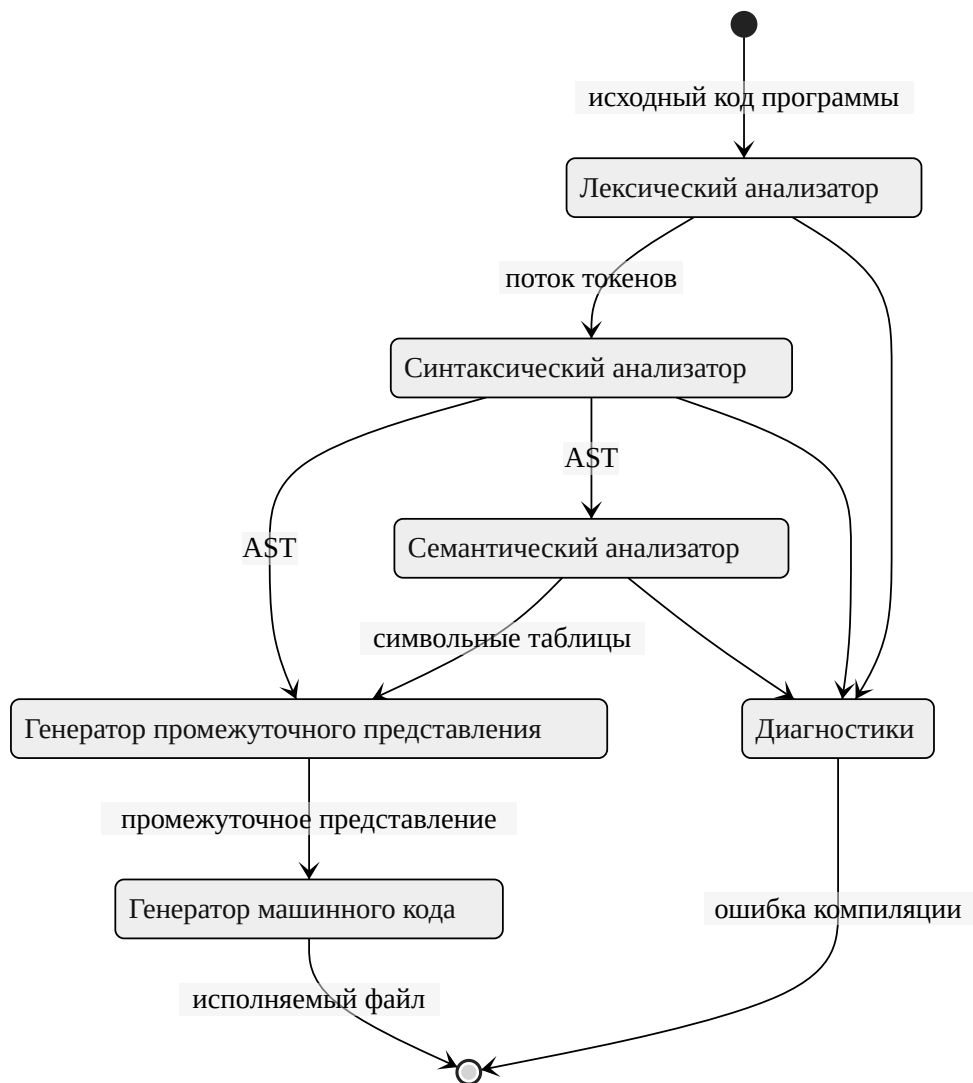 исходный код программы
Лексический анализатор
поток токенов
Синтаксический анализатор
AST
AST
Семантический анализатор
символьные таблицы
Генератор промежуточного представления
Диагностики
промежуточное представление
Генератор машинного кода
ошибка компиляции
исполняемый файл